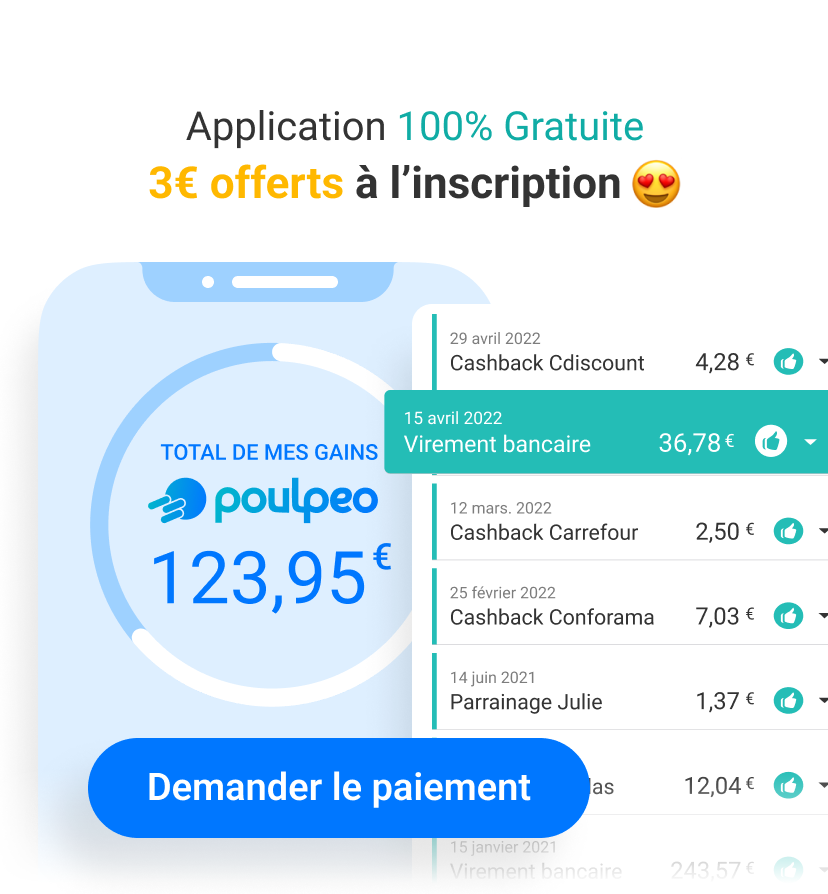 Application 100% Gratuite
3€ offerts à l’inscription
TOTAL DE MES GAINS
poulpeo
123,95€
29 avril 2022
Cashback Cdiscount 4,28 €
15 avril 2022
Virement bancaire 36,78 €
12 mars. 2022
Cashback Carrefour 2,50 €
25 février 2022
Cashback Conforama 7,03 €
14 juin 2021
Parrainage Julie 1,37 €
12,04 €
Demander le paiement
15 janvier 2021
Virement bancaire 243,57 €